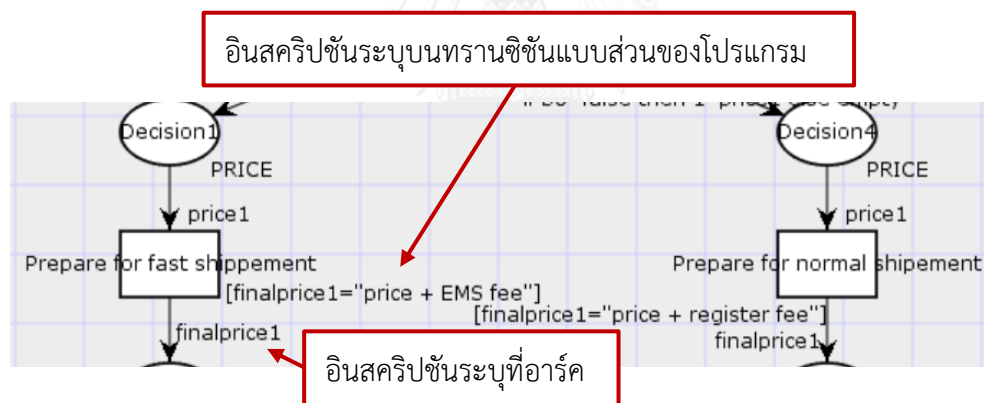 อินสคริปชันระบุบนทรานซิชันแบบส่วนของโปรแกรม
Decision1
Decision4
PRICE
PRICE
price1
price1
Prepare for fast shippement
Prepare for normal shipement
[finalprice1="price + EMS fee"]
[finalprice1="price + register fee"]
finalprice1
finalprice1
อินสคริปชันระบุที่อาร์ค